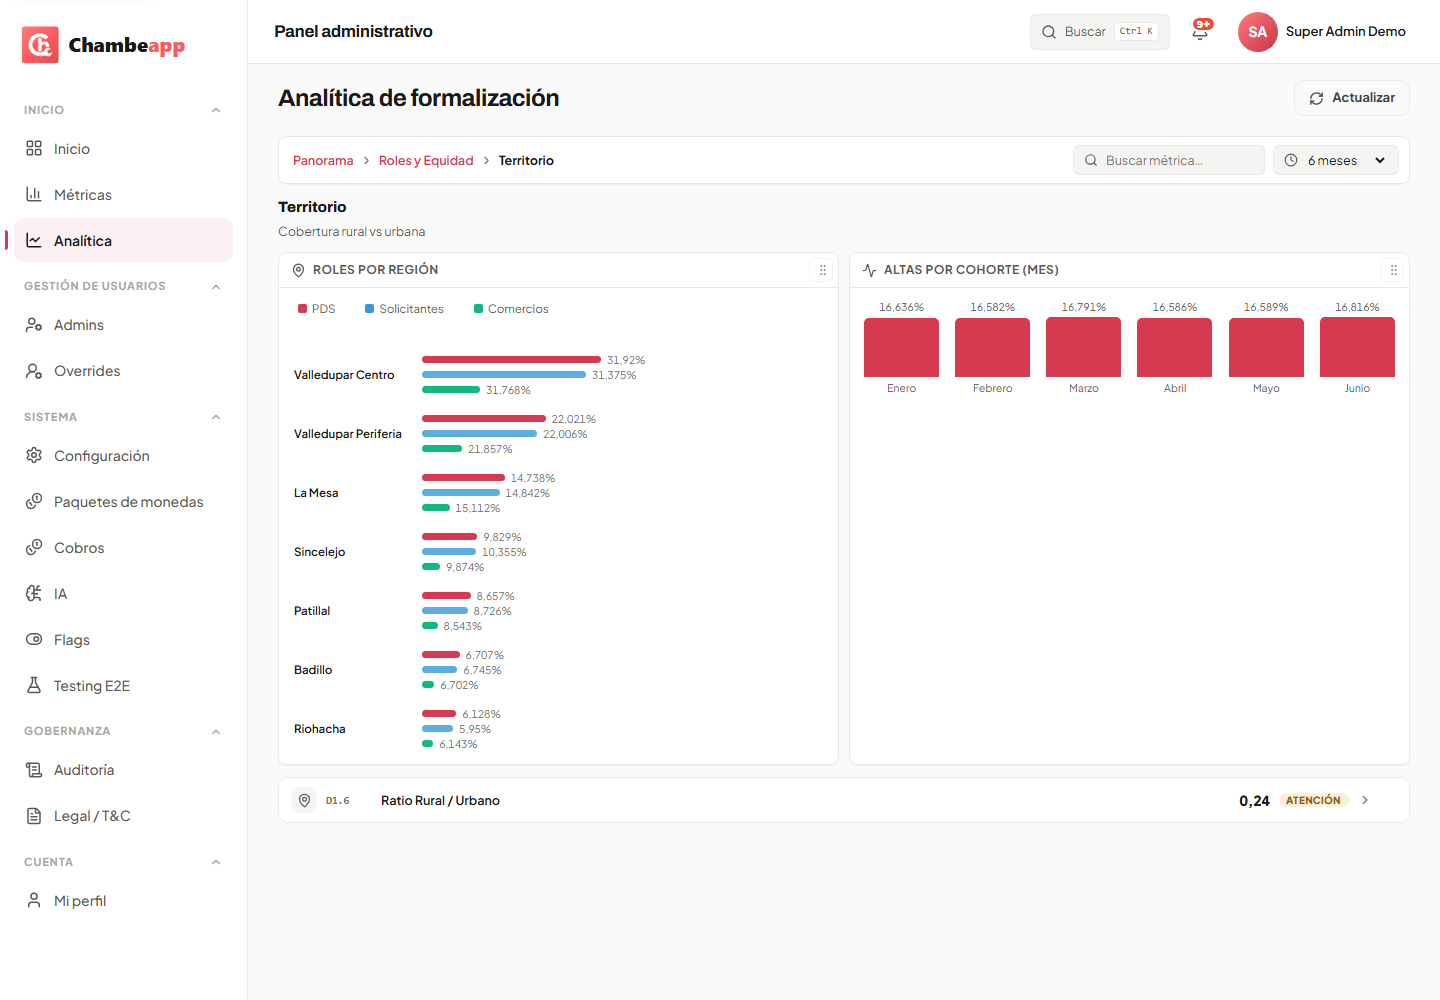 Chambeapp
Panel administrativo
Buscar Ctrl K
9+
SA Super Admin Demo
INICIO
Inicio
Métricas
Analítica
GESTIÓN DE USUARIOS
Admins
Overrides
SISTEMA
Configuración
Paquetes de monedas
Cobros
IA
Flags
Testing E2E
GOBERNANZA
Auditoría
Legal / T&C
CUENTA
Mi perfil
Analítica de formalización
Actualizar
Panorama > Roles y Equidad > Territorio
Buscar métrica...
6 meses
Territorio
Cobertura rural vs urbana
ROLES POR REGIÓN
PDS Solicitantes Comercios
Valledupar Centro
31,92%
31,375%
31,768%
Valledupar Periferia
22,021%
22,006%
21,857%
La Mesa
14,738%
14,842%
15,112%
Sincelejo
9,829%
10,355%
9,874%
Patillal
8,657%
8,726%
8,543%
Badillo
6,707%
6,745%
6,702%
Riohacha
6,128%
5,95%
6,143%
ALTAS POR COHORTE (MES)
16,636% 16,582% 16,791% 16,586% 16,589% 16,816%
Enero Febrero Marzo Abril Mayo Junio
D1.6 Ratio Rural / Urbano 0,24 ATENCIÓN